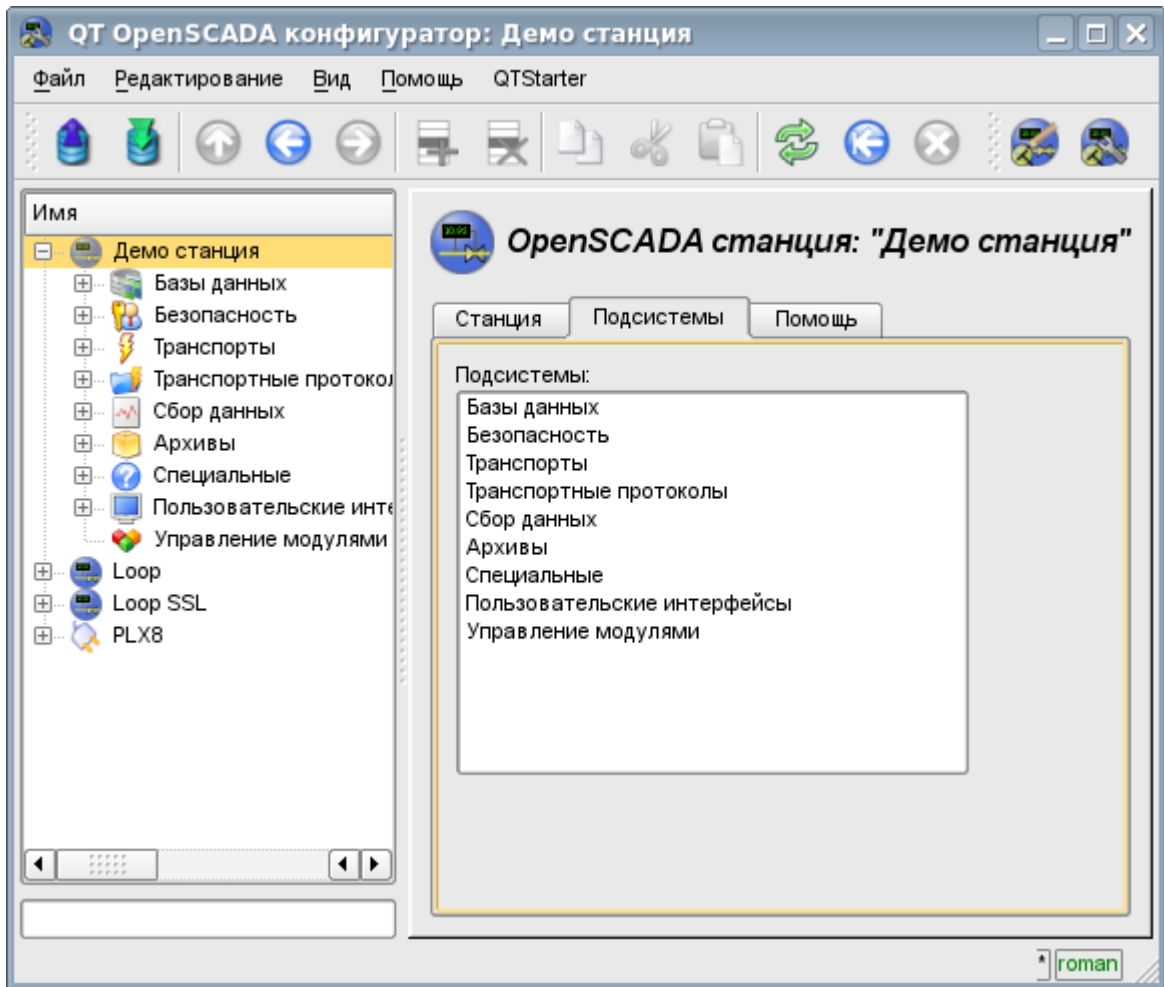 QT OpenSCADA конфигуратор: Демо станция
Файл Редактирование Вид Помощь QTStarter
Имя
Демо станция
Базы данных
Безопасность
Транспорты
Транспортные протокол
Сбор данных
Архивы
Специальные
Пользовательские инте
Управление модулями
Loop
Loop SSL
PLX8
OpenSCADA станция: "Демо станция"
Станция Подсистемы Помощь
Подсистемы:
Базы данных
Безопасность
Транспорты
Транспортные протоколы
Сбор данных
Архивы
Специальные
Пользовательские интерфейсы
Управление модулями
* roman